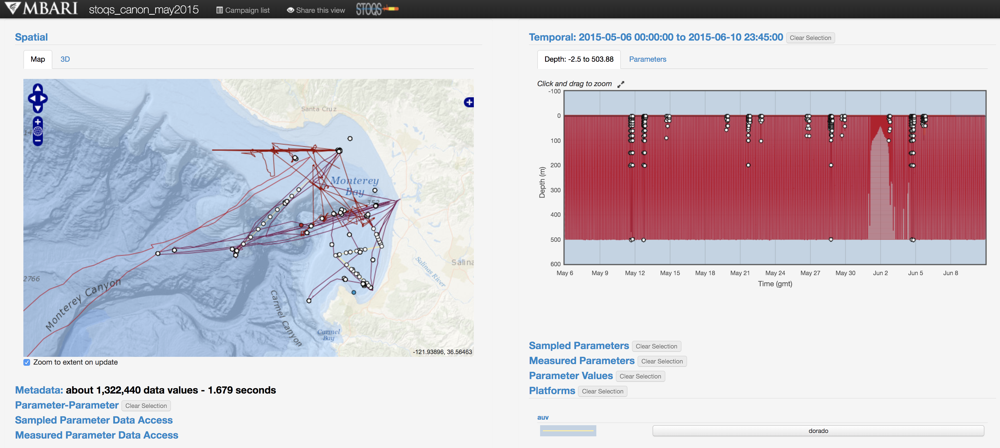 MBARI stoqs_canon_may2015 Campaign list Share this view STOQS
Spatial
Map 3D
Santa Cruz
14
Monterey
Bay
352
2766
Monterey Canyon
Carmel Canyon
Carmel
Bay
Salinas River
Salina
-121.93896, 36.56463
Zoom to extent on update
Metadata: about 1,322,440 data values - 1.679 seconds
Parameter-Parameter Clear Selection
Sampled Parameter Data Access
Measured Parameter Data Access
Temporal: 2015-05-06 00:00:00 to 2015-06-10 23:45:00 Clear Selection
Depth: -2.5 to 503.88 Parameters
Click and drag to zoom
-100
0
100
200
300
400
500
600
Depth (m)
May 6 May 9 May 12 May 15 May 18 May 21 May 24 May 27 May 30 Jun 2 Jun 5 Jun 8
Time (gmt)
Sampled Parameters Clear Selection
Measured Parameters Clear Selection
Parameter Values Clear Selection
Platforms Clear Selection
auv
dorado